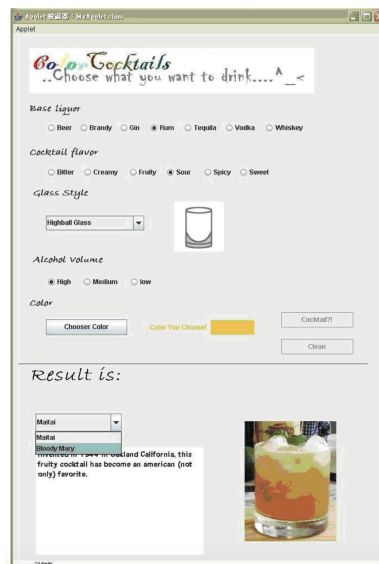 Applet 檢視器: MyApplet.class
Applet
Color Cocktails
..Choose what you want to drink....^_<
Base liquor
Beer Brandy Gin Rum Tequila Vodka Whiskey
Cocktail flavor
Bitter Creamy Fruity Sour Spicy Sweet
Glass Style
Highball Glass
Alcohol Volume
High Medium low
Color
Chooser Color Color You Choose! Cocktail?!
Clean
Result is:
Maitai
Maitai
Bloody Mary
Invented in 1944 in Oakland California, this
fruity cocktail has become an american (not
only) favorite.